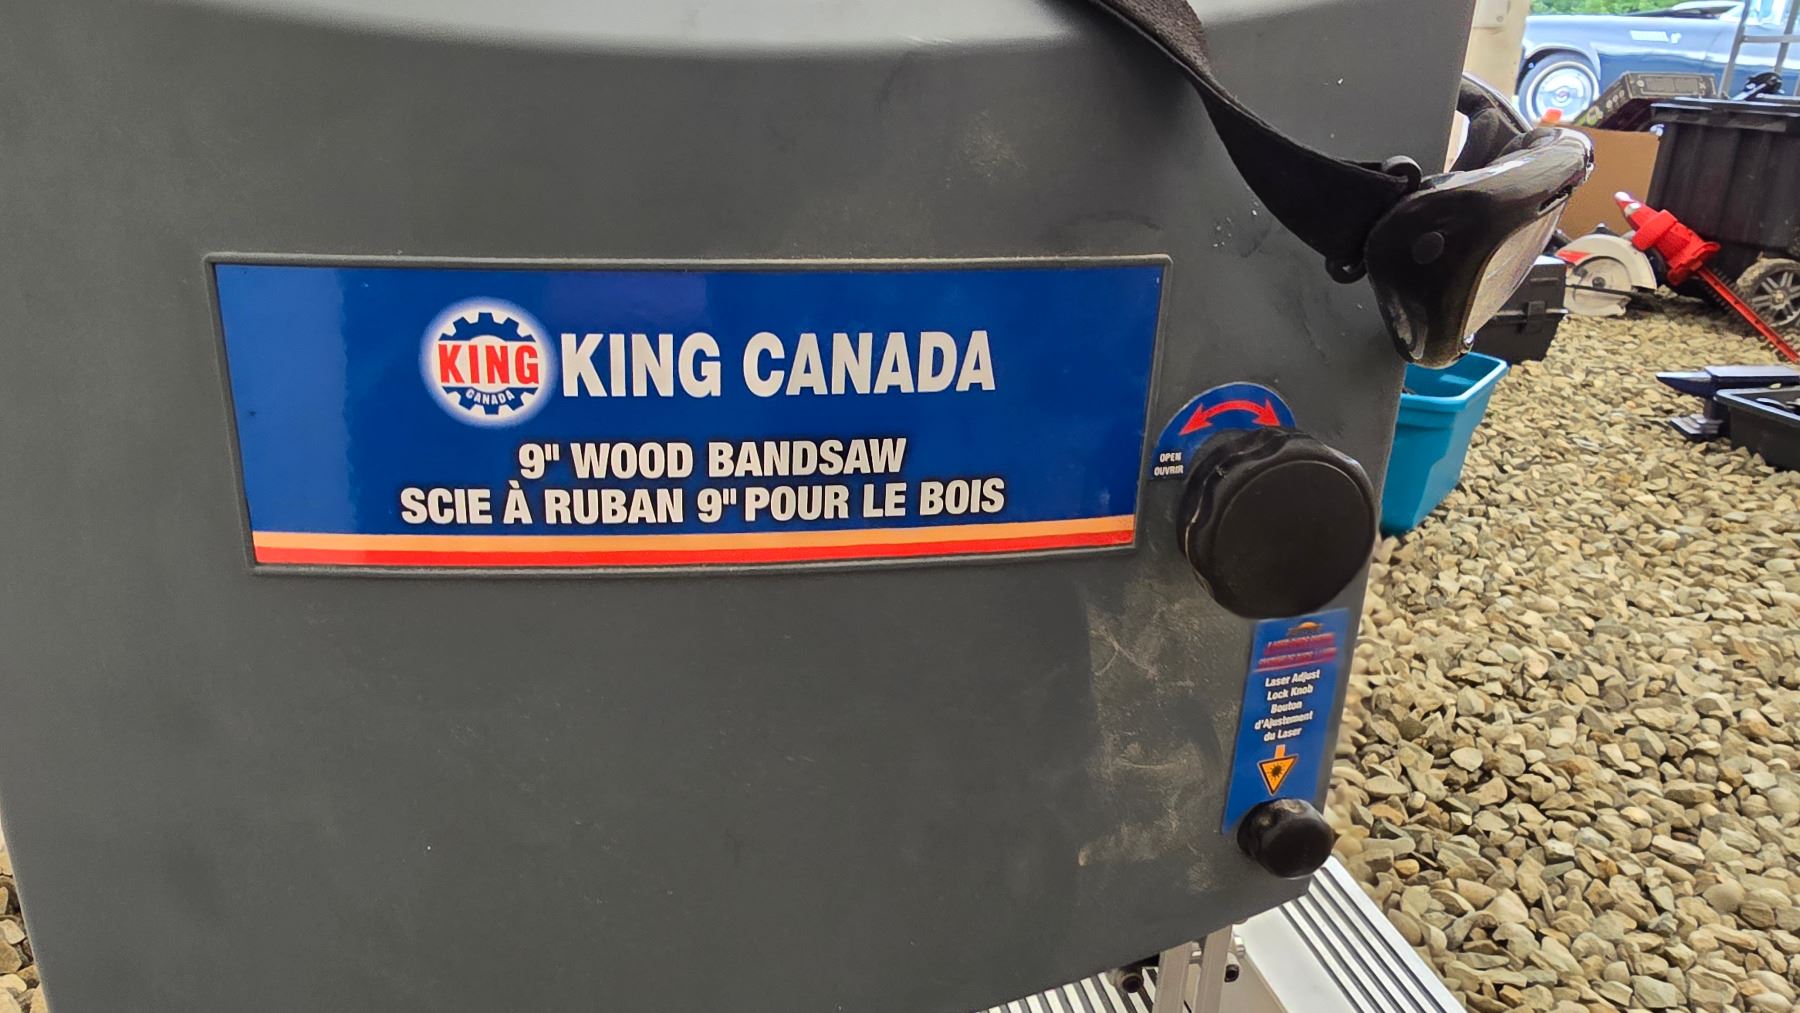 KING
CANADA
KING CANADA
9" WOOD BANDSAW
SCIE À RUBAN 9" POUR LE BOIS
OPEN
OUVRIR
Laser Adjust
Lock Knob
Bouton
d'Ajustement
du Laser